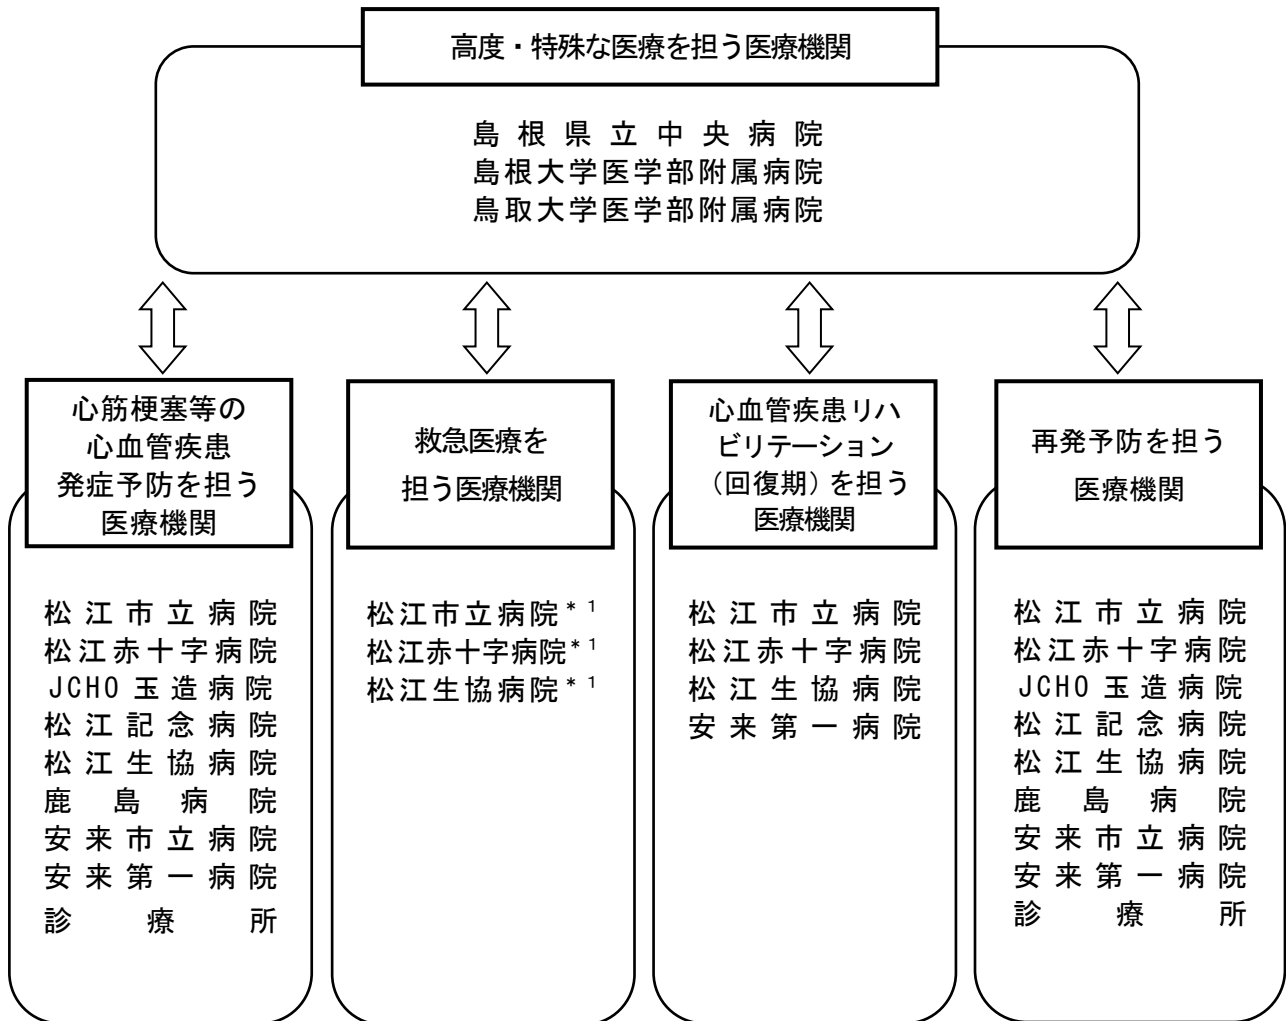 高度・特殊な医療を担う医療機関
島根県立中央病院
島根大学医学部附属病院
鳥取大学医学部附属病院
心筋梗塞等の
心血管疾患
発症予防を担う
医療機関
松江市立病院
松江赤十字病院
JCHO 玉造病院
松江記念病院
松江生協病院
鹿島病院
安来市立病院
安来第一病院
診療所
救急医療を
担う医療機関
松江市立病院*1
松江赤十字病院*1
松江生協病院*1
心血管疾患リハ
ビリテーション
（回復期）を担う
医療機関
松江市立病院
松江赤十字病院
松江生協病院
安来第一病院
再発予防を担う
医療機関
松江市立病院
松江赤十字病院
JCHO 玉造病院
松江記念病院
松江生協病院
鹿島病院
安来市立病院
安来第一病院
診療所